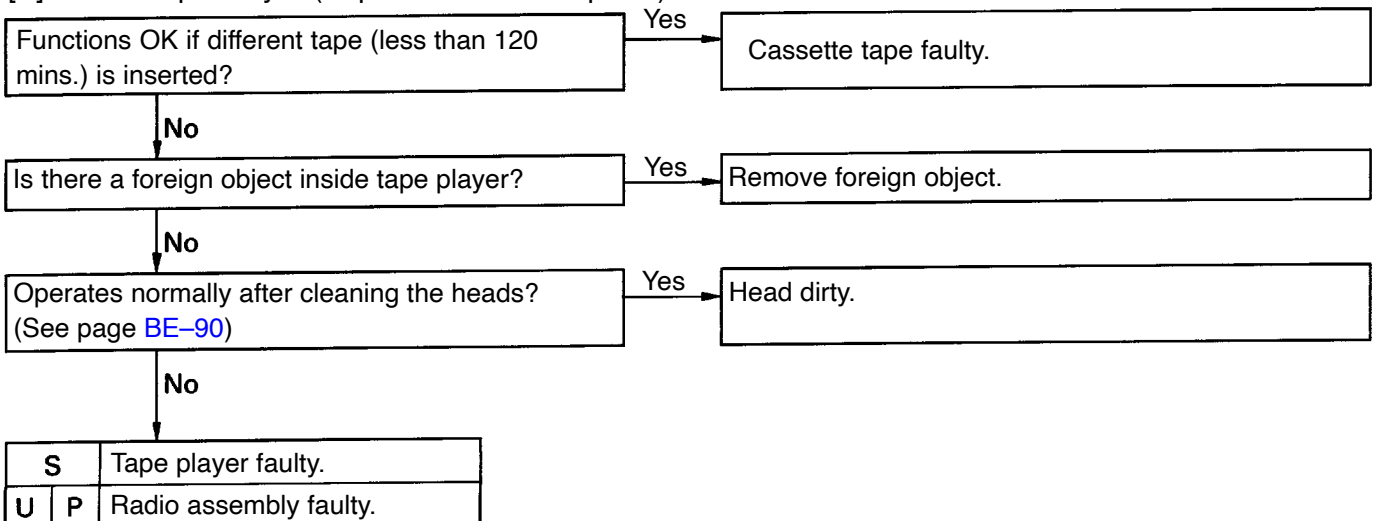 Functions OK if different tape (less than 120
mins.) is inserted?
Yes
Cassette tape faulty.
No
Is there a foreign object inside tape player?
Yes
Remove foreign object.
No
Operates normally after cleaning the heads?
(See page BE–90)
Yes
Head dirty.
No
S Tape player faulty.
U P Radio assembly faulty.